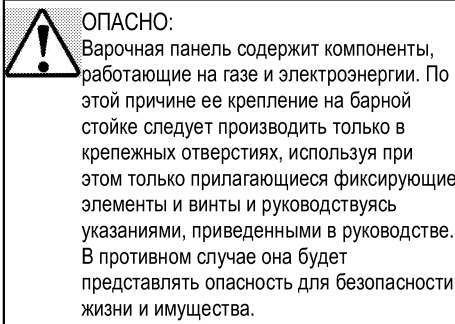 ОПАСНО:
Варочная панель содержит компоненты,
работающие на газе и электроэнергии. По
этой причине ее крепление на барной
стойке следует производить только в
крепежных отверстиях, используя при
этом только прилагающиеся фиксирующие
элементы и винты и руководствуясь
указаниями, приведенными в руководстве.
В противном случае она будет
представлять опасность для безопасности
жизни и имущества.